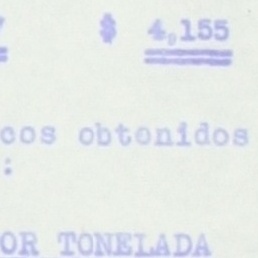 $ 4,155
cos obtonidos
:
OR TONELADA